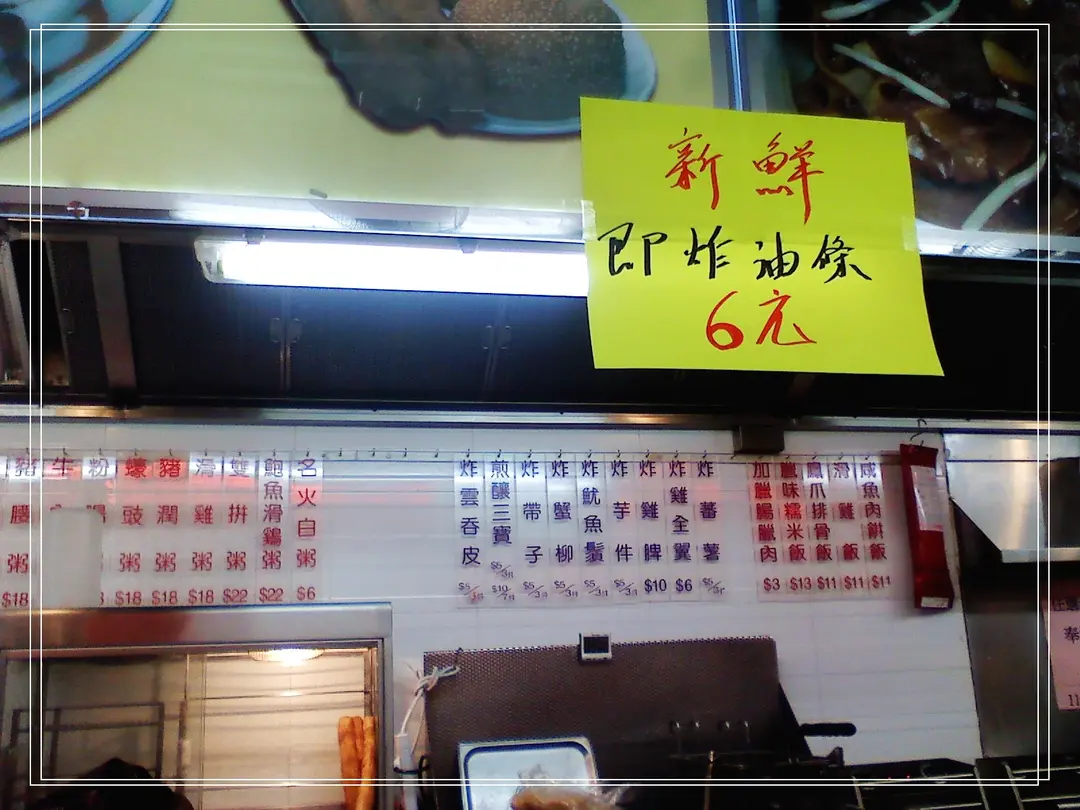 新鮮
即炸油條
6元
腰粥 $18
豉粥 $18
豬潤粥 $18
滑雞粥 $18
雙拼粥 $22
鮑魚滑雞粥 $22
名火白粥 $6
炸雲吞皮
煎釀三寶
炸帶子
炸蟹柳
炸魷魚鬚
炸芋件
炸雞髀 $10
炸雞全翼 $6
炸蕃薯
加臘腸臘肉 $3
臘味糯米飯 $13
鳳爪排骨飯 $11
滑雞飯 $11
咸魚肉餅飯 $11